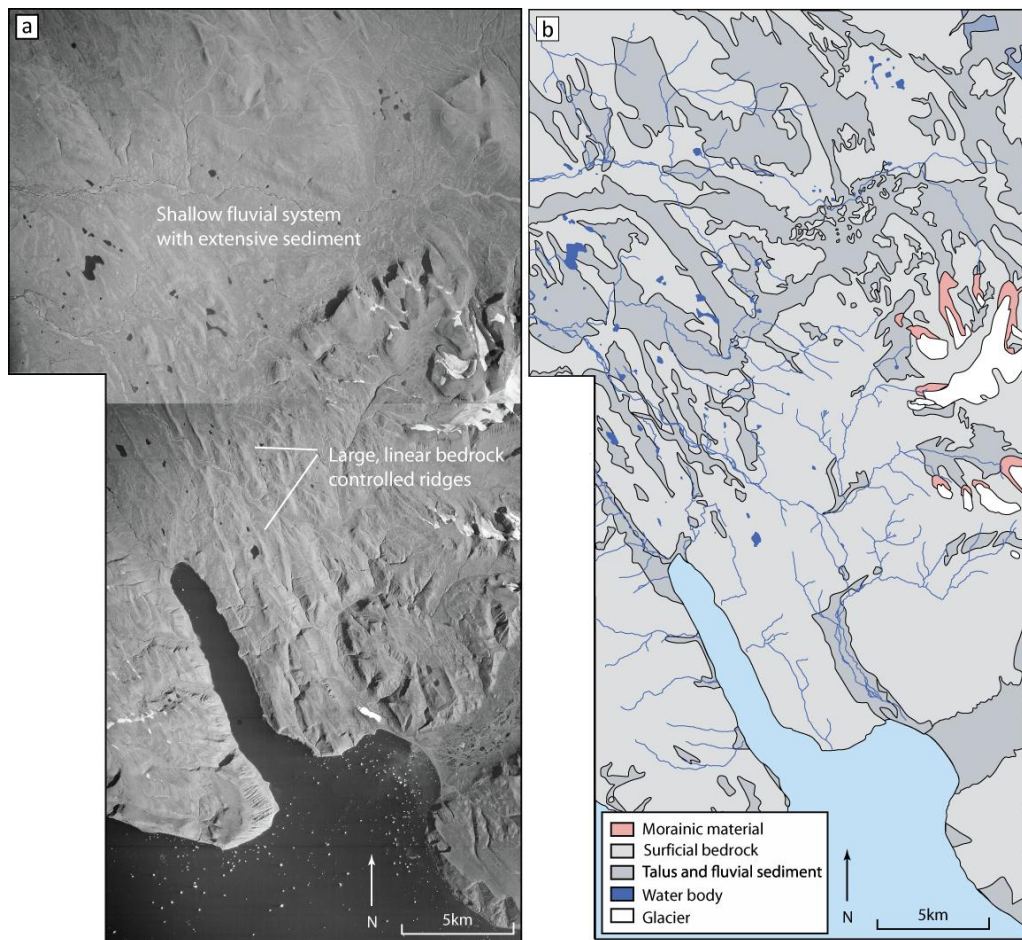 a
Shallow fluvial system
with extensive sediment
Large, linear bedrock
controlled ridges
N
5km
b
Morainic material
Surficial bedrock
Talus and fluvial sediment
Water body
Glacier
N
5km